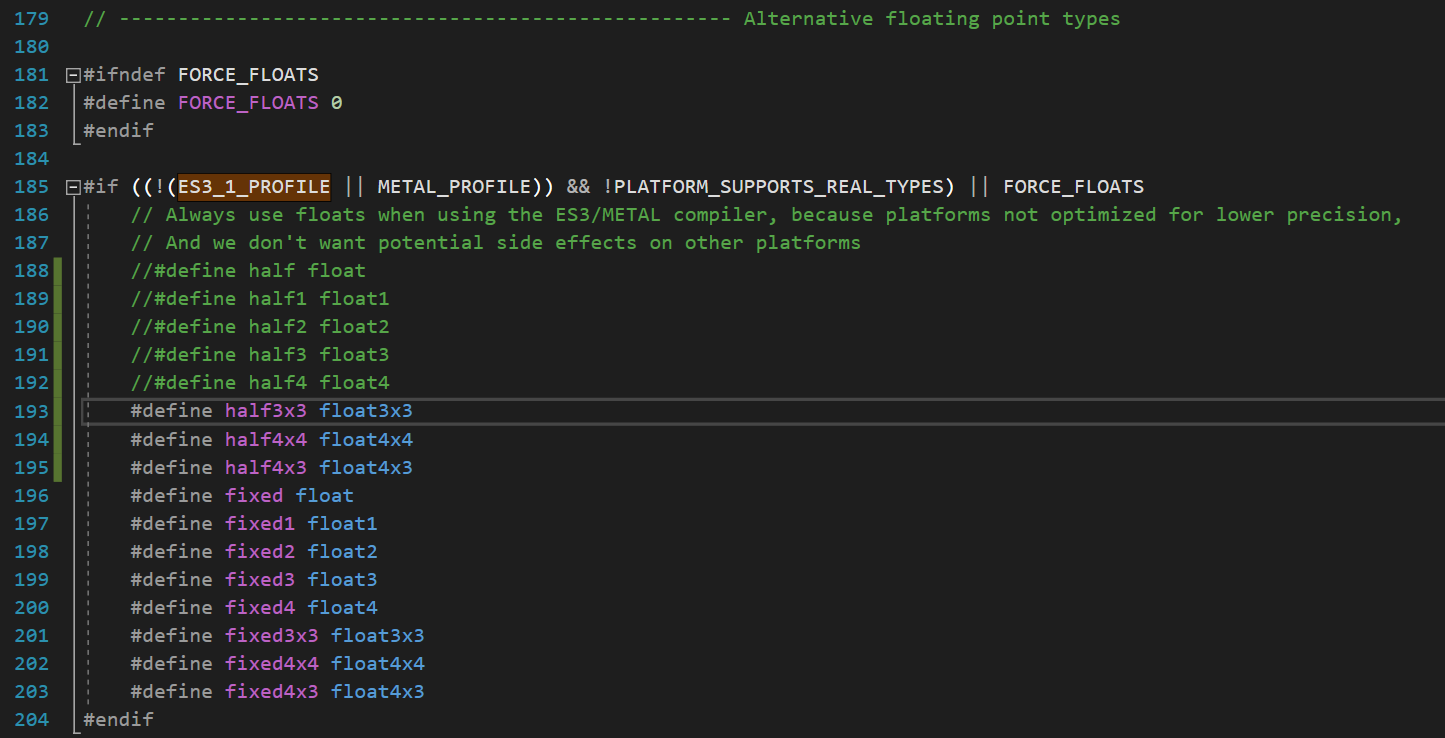 179 // ---------------------------------------------------- Alternative floating point types
180
181 #ifndef FORCE_FLOATS
182 #define FORCE_FLOATS 0
183 #endif
184
185 #if ((!(ES3_1_PROFILE || METAL_PROFILE)) && !PLATFORM_SUPPORTS_REAL_TYPES) || FORCE_FLOATS
186 // Always use floats when using the ES3/METAL compiler, because platforms not optimized for lower precision,
187 // And we don't want potential side effects on other platforms
188 //#define half float
189 //#define half1 float1
190 //#define half2 float2
191 //#define half3 float3
192 //#define half4 float4
193 #define half3x3 float3x3
194 #define half4x4 float4x4
195 #define half4x3 float4x3
196 #define fixed float
197 #define fixed1 float1
198 #define fixed2 float2
199 #define fixed3 float3
200 #define fixed4 float4
201 #define fixed3x3 float3x3
202 #define fixed4x4 float4x4
203 #define fixed4x3 float4x3
204 #endif